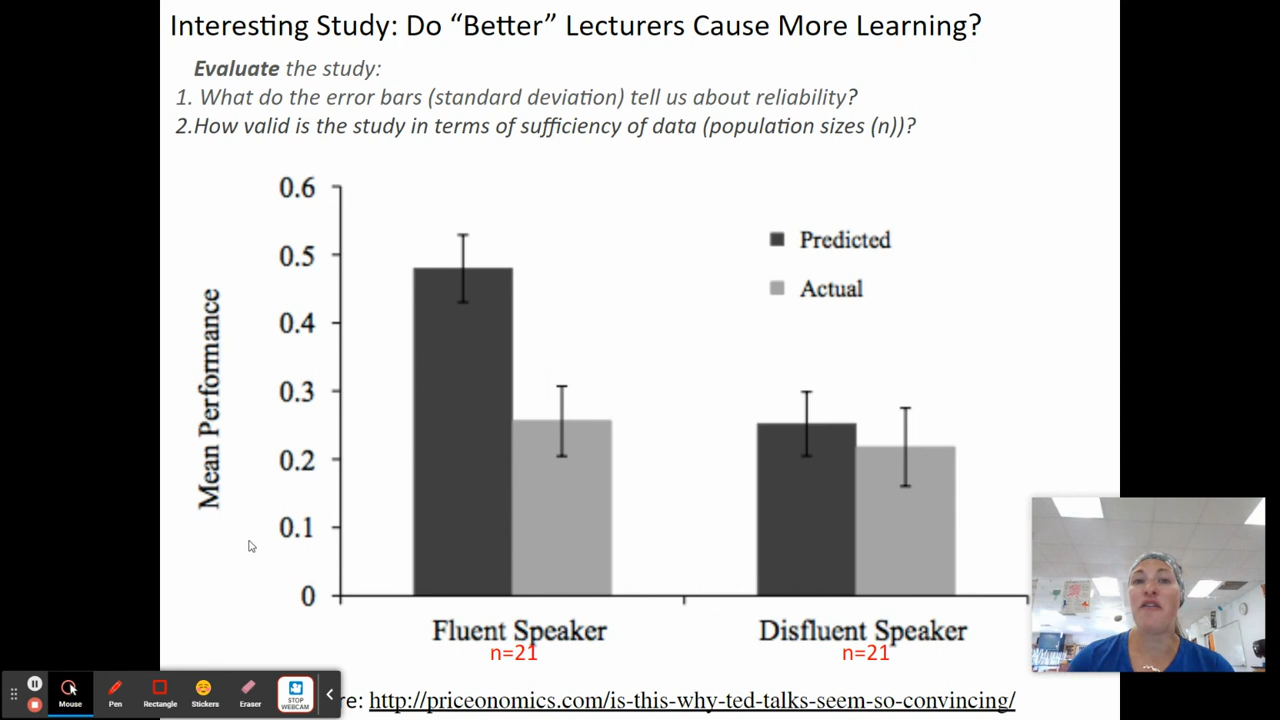 Interesting Study: Do “Better” Lecturers Cause More Learning?
Evaluate the study:
1. What do the error bars (standard deviation) tell us about reliability?
2.How valid is the study in terms of sufficiency of data (population sizes (n))?
0.6
0.5
0.4
0.3
0.2
0.1
0
Mean Performance
Predicted
Actual
Fluent Speaker
n=21
Disfluent Speaker
n=21
http://priceonomics.com/is-this-why-ted-talks-seem-so-convincing/
Mouse
Pen
Rectangle
Stickers
Eraser
STOP
WEBCAM